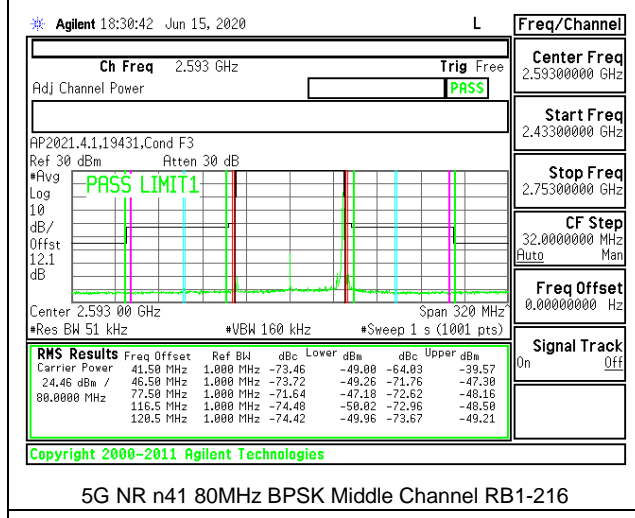 Agilent 18:30:42 Jun 15, 2020 L
Freq/Channel
Ch Freq 2.593 GHz Trig Free
Adj Channel Power PASS
Center Freq
2.59300000 GHz
Start Freq
2.43300000 GHz
AP2021.4.1,19431,Cond F3
Ref 30 dBm Atten 30 dB
#Avg
Log
10
dB/
Offst
12.1
dB
PASS LIMIT1
Stop Freq
2.75300000 GHz
CF Step
32.0000000 MHz
Auto Man
Freq Offset
0.00000000 Hz
Center 2.593 00 GHz Span 320 MHz^
#Res BW 51 kHz #VBW 160 kHz #Sweep 1 s (1001 pts)
Signal Track
On Off
RMS Results Freq Offset Ref BW dBc Lower dBm dBc Upper dBm
Carrier Power 41.50 MHz 1.000 MHz -73.46 -49.00 -64.03 -39.57
24.46 dBm / 46.50 MHz 1.000 MHz -73.72 -49.26 -71.76 -47.30
80.0000 MHz 77.50 MHz 1.000 MHz -71.64 -47.18 -72.62 -48.16
116.5 MHz 1.000 MHz -74.48 -50.02 -72.96 -48.50
120.5 MHz 1.000 MHz -74.42 -49.96 -73.67 -49.21
Copyright 2000-2011 Agilent Technologies
5G NR n41 80MHz BPSK Middle Channel RB1-216